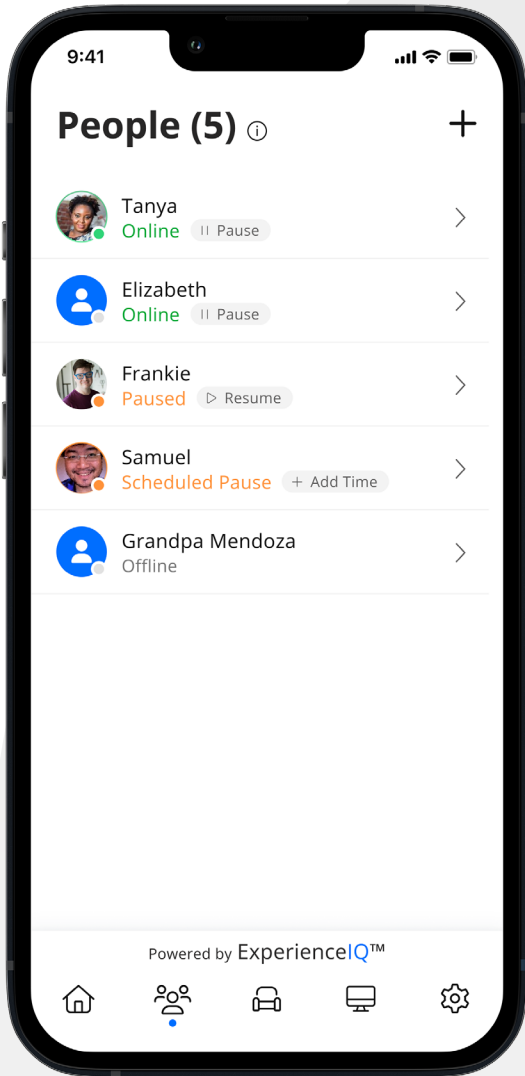 9:41
People (5)
Tanya
Online Pause
Elizabeth
Online Pause
Frankie
Paused Resume
Samuel
Scheduled Pause + Add Time
Grandpa Mendoza
Offline
Powered by ExperienceIQ™